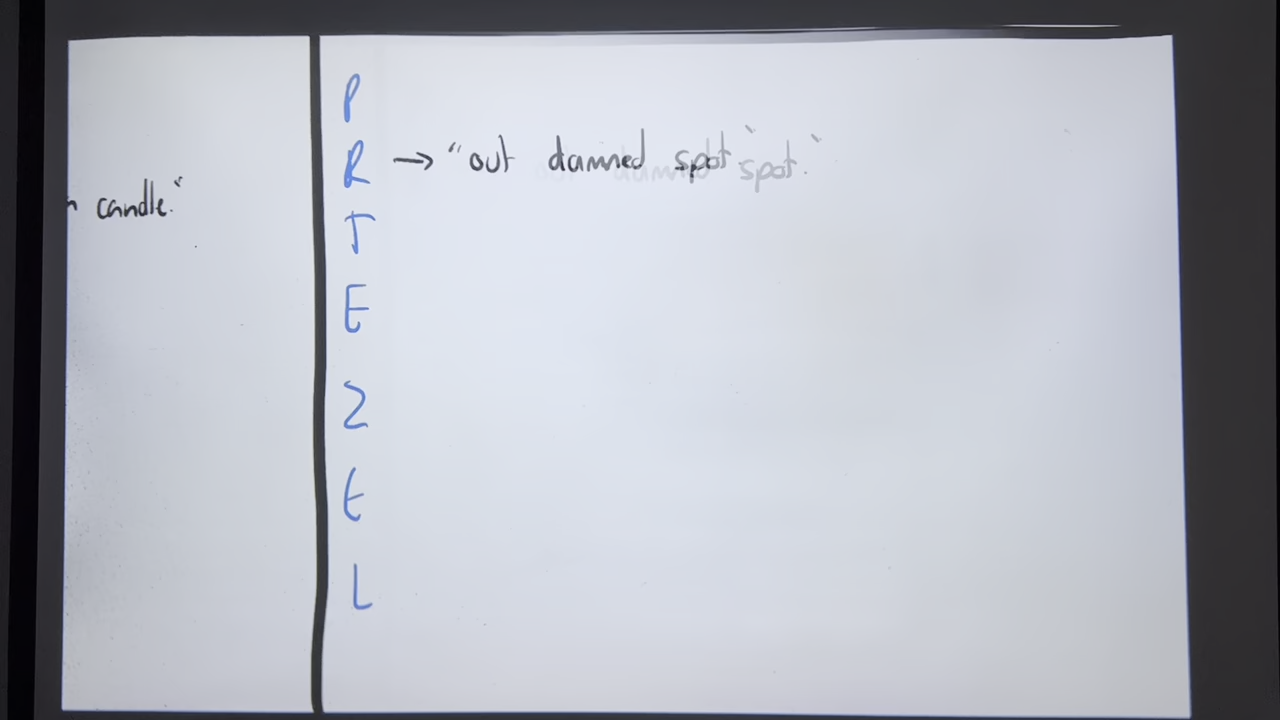 candle."
P
R → "out damned spot" spot."
T
E
Z
E
L